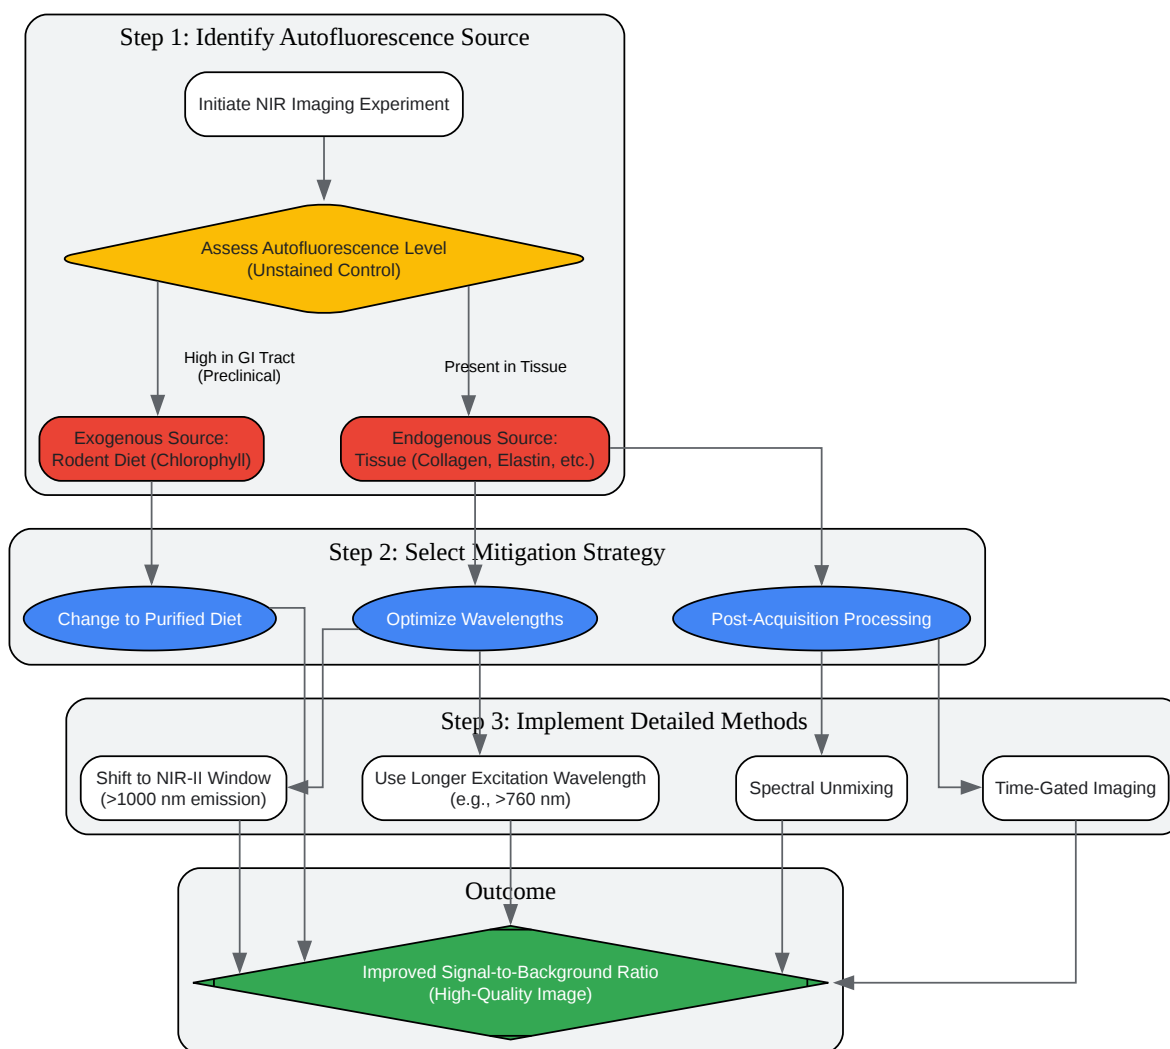 Step 1: Identify Autofluorescence Source
Initiate NIR Imaging Experiment
Assess Autofluorescence Level
(Unstained Control)
High in GI Tract
(Preclinical)
Present in Tissue
Exogenous Source:
Rodent Diet (Chlorophyll)
Endogenous Source:
Tissue (Collagen, Elastin, etc.)
Step 2: Select Mitigation Strategy
Change to Purified Diet
Optimize Wavelengths
Post-Acquisition Processing
Step 3: Implement Detailed Methods
Shift to NIR-II Window
(>1000 nm emission)
Use Longer Excitation Wavelength
(e.g., >760 nm)
Spectral Unmixing
Time-Gated Imaging
Outcome
Improved Signal-to-Background Ratio
(High-Quality Image)